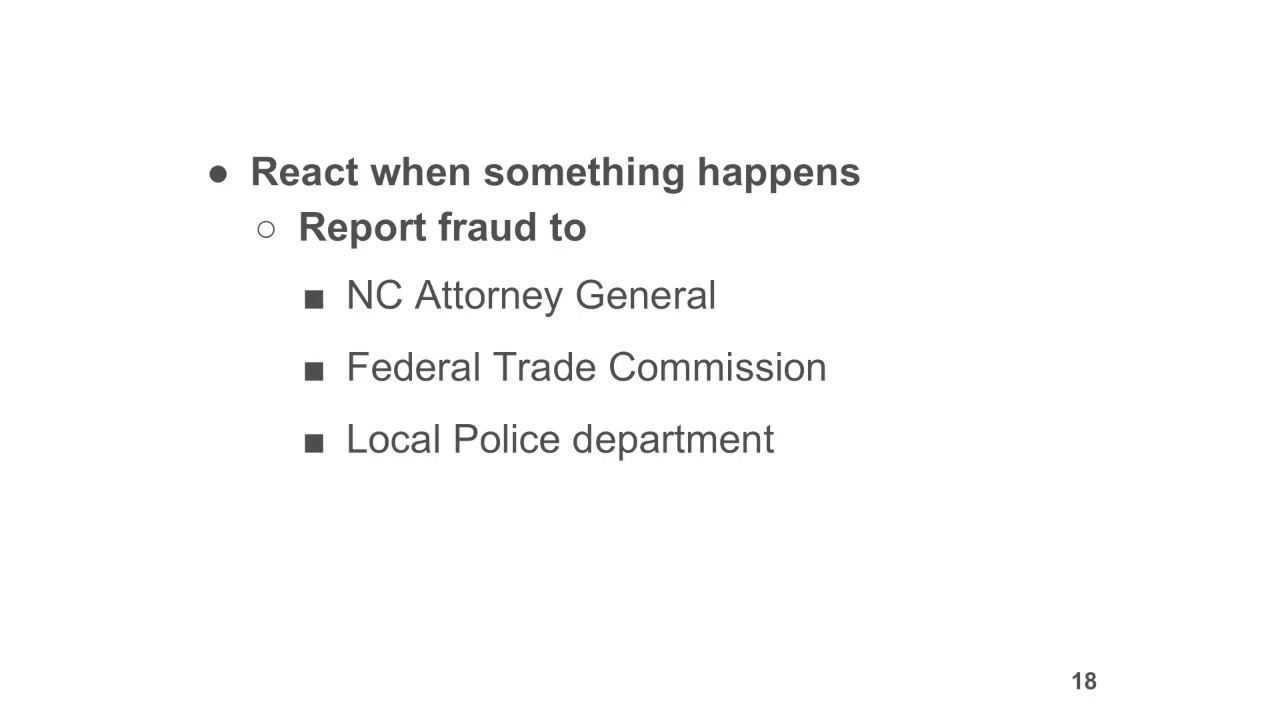 ● React when something happens
○ Report fraud to
■ NC Attorney General
■ Federal Trade Commission
■ Local Police department
18